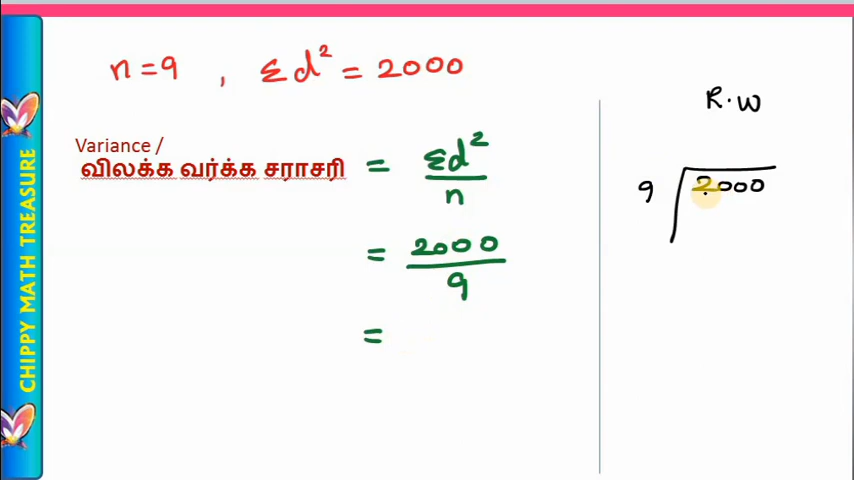 n = 9 , Σd² = 2000
Variance /
விலக்க வர்க்க சராசரி = Σd² / n
= 2000 / 9
=
R.W
9 2000
CHIPPY MATH TREASURE